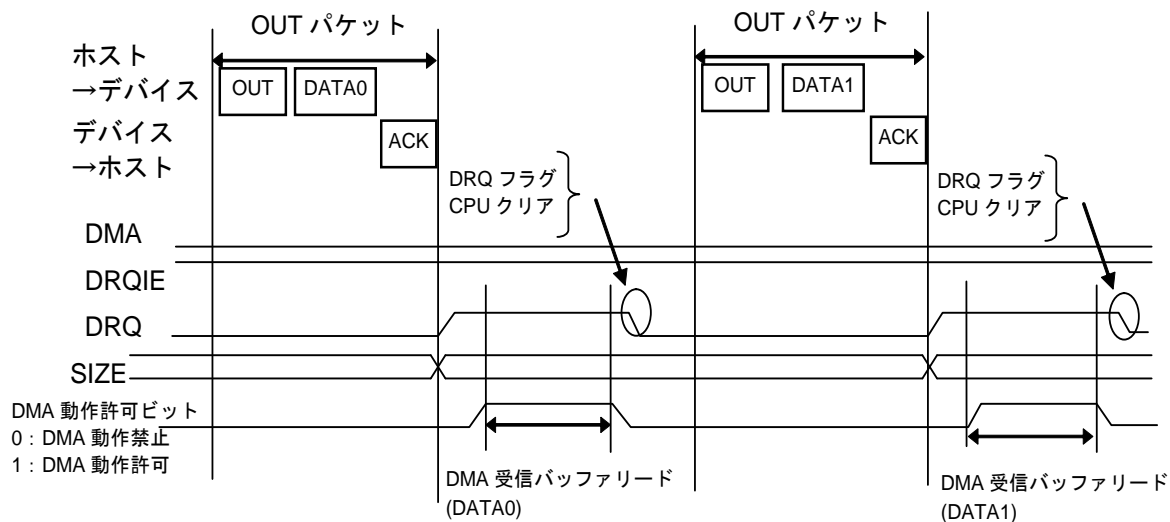 OUT パケット
OUT パケット
ホスト
→デバイス
OUT
DATA0
OUT
DATA1
デバイス
→ホスト
ACK
ACK
DRQ フラグ
CPU クリア
DRQ フラグ
CPU クリア
DMA
DRQIE
DRQ
SIZE
DMA 動作許可ビット
0：DMA 動作禁止
1：DMA 動作許可
DMA 受信バッファリード
(DATA0)
DMA 受信バッファリード
(DATA1)